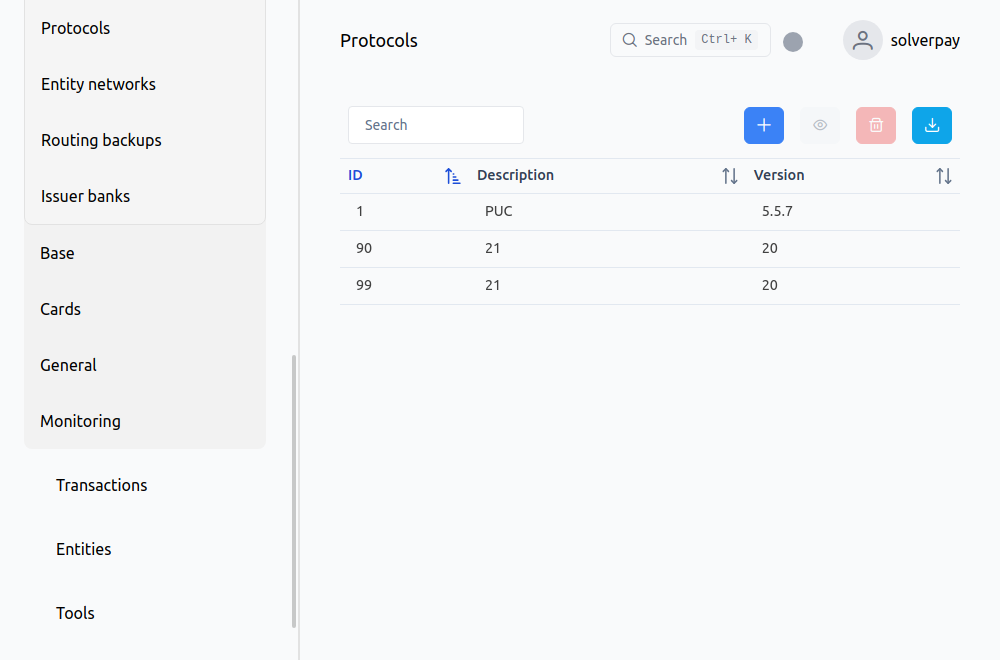 Protocols
Entity networks
Routing backups
Issuer banks
Base
Cards
General
Monitoring
Transactions
Entities
Tools
Protocols
Search Ctrl+ K
solverpay
Search
ID Description Version
1 PUC 5.5.7
90 21 20
99 21 20